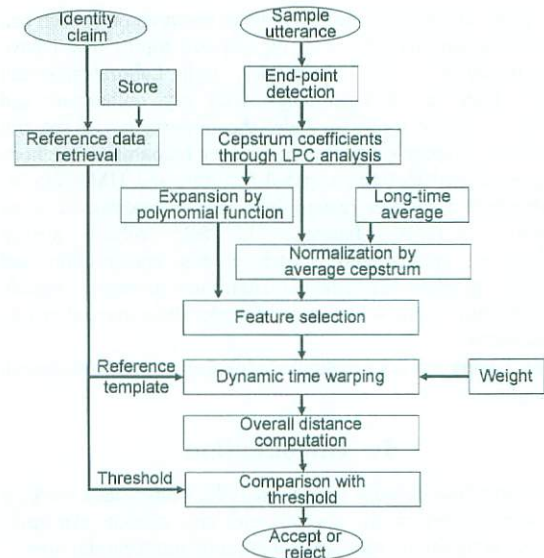 Identity
claim
Sample
utterance
Store
End-point
detection
Reference data
retrieval
Cepstrum coefficients
through LPC analysis
Expansion by
polynomial function
Long-time
average
Normalization by
average cepstrum
Feature selection
Reference
template
Dynamic time warping
Weight
Overall distance
computation
Threshold
Comparison with
threshold
Accept or
reject